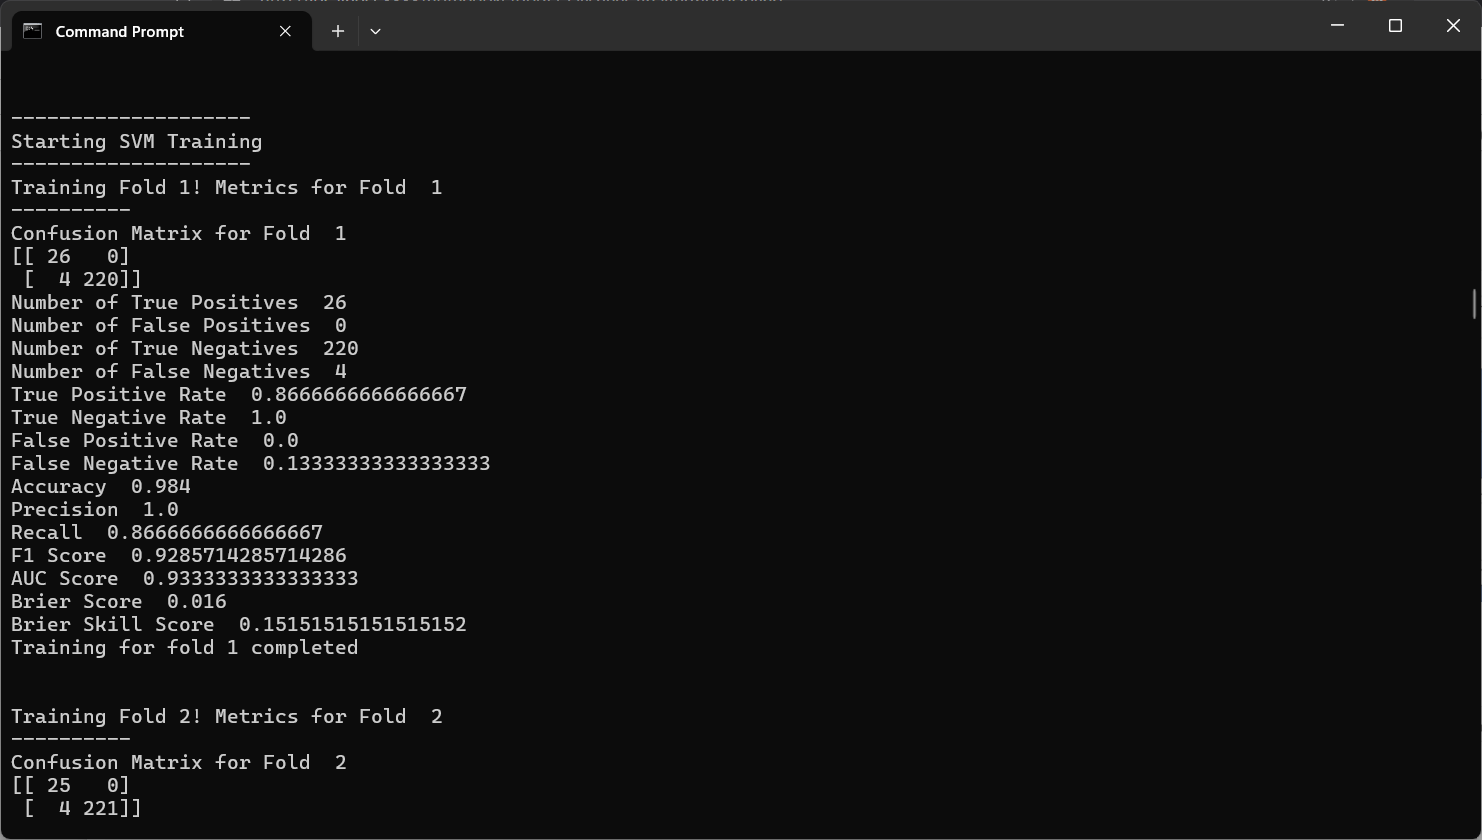 Command Prompt
--------------------
Starting SVM Training
--------------------
Training Fold 1! Metrics for Fold  1
----------
Confusion Matrix for Fold  1
[[ 26   0]
 [  4 220]]
Number of True Positives  26
Number of False Positives  0
Number of True Negatives  220
Number of False Negatives  4
True Positive Rate  0.8666666666666667
True Negative Rate  1.0
False Positive Rate  0.0
False Negative Rate  0.13333333333333333
Accuracy  0.984
Precision  1.0
Recall  0.8666666666666667
F1 Score  0.9285714285714286
AUC Score  0.9333333333333333
Brier Score  0.016
Brier Skill Score  0.15151515151515152
Training for fold 1 completed
Training Fold 2! Metrics for Fold  2
----------
Confusion Matrix for Fold  2
[[ 25   0]
 [  4 221]]